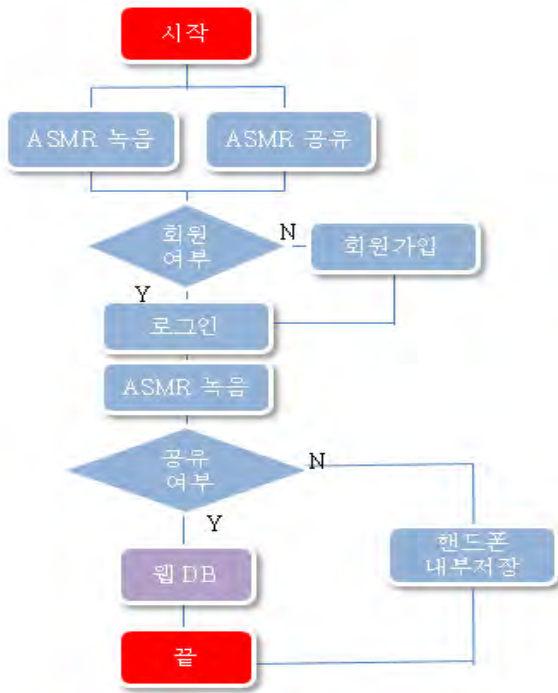 시작
ASMR 녹음
ASMR 공유
회원
여부
N
회원가입
Y
로그인
ASMR 녹음
공유
여부
N
Y
핸드폰
내부저장
웹 DB
끝